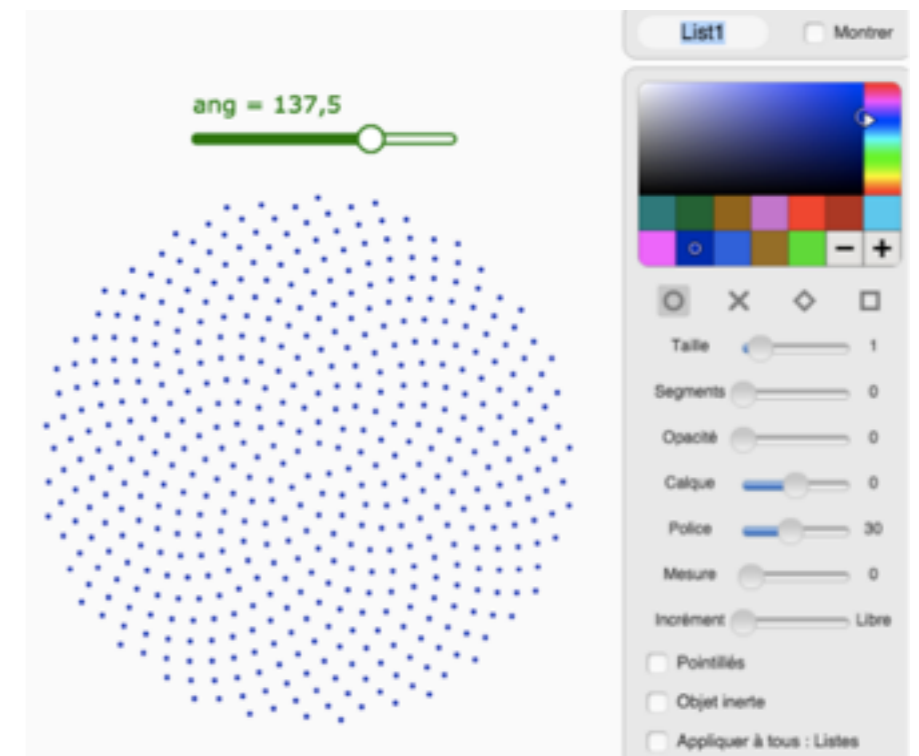 List1 Montrer
ang = 137,5
− +
Taille 1
Segments 0
Opacité 0
Calque 0
Police 30
Mesure 0
Incrément Libre
Pointillés
Objet inerte
Appliquer à tous : Listes